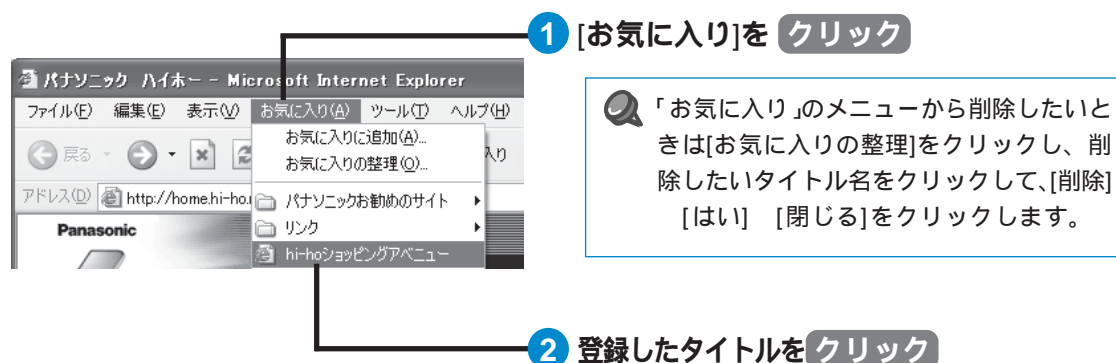 1 [お気に入り]を クリック
パナソニック ハイホー - Microsoft Internet Explorer
ファイル(F) 編集(E) 表示(V) お気に入り(A) ツール(T) ヘルプ(H)
お気に入りに追加(A)...
戻る
お気に入りの整理(O)...
入り
アドレス(D) http://home.hi-ho.
パナソニックお勧めのサイト
Panasonic
リンク
hi-hoショッピングアベニュー
「お気に入り」のメニューから削除したいと
きは[お気に入りの整理]をクリックし、削
除したいタイトル名をクリックして、[削除]
[はい] [閉じる]をクリックします。
2 登録したタイトルを クリック